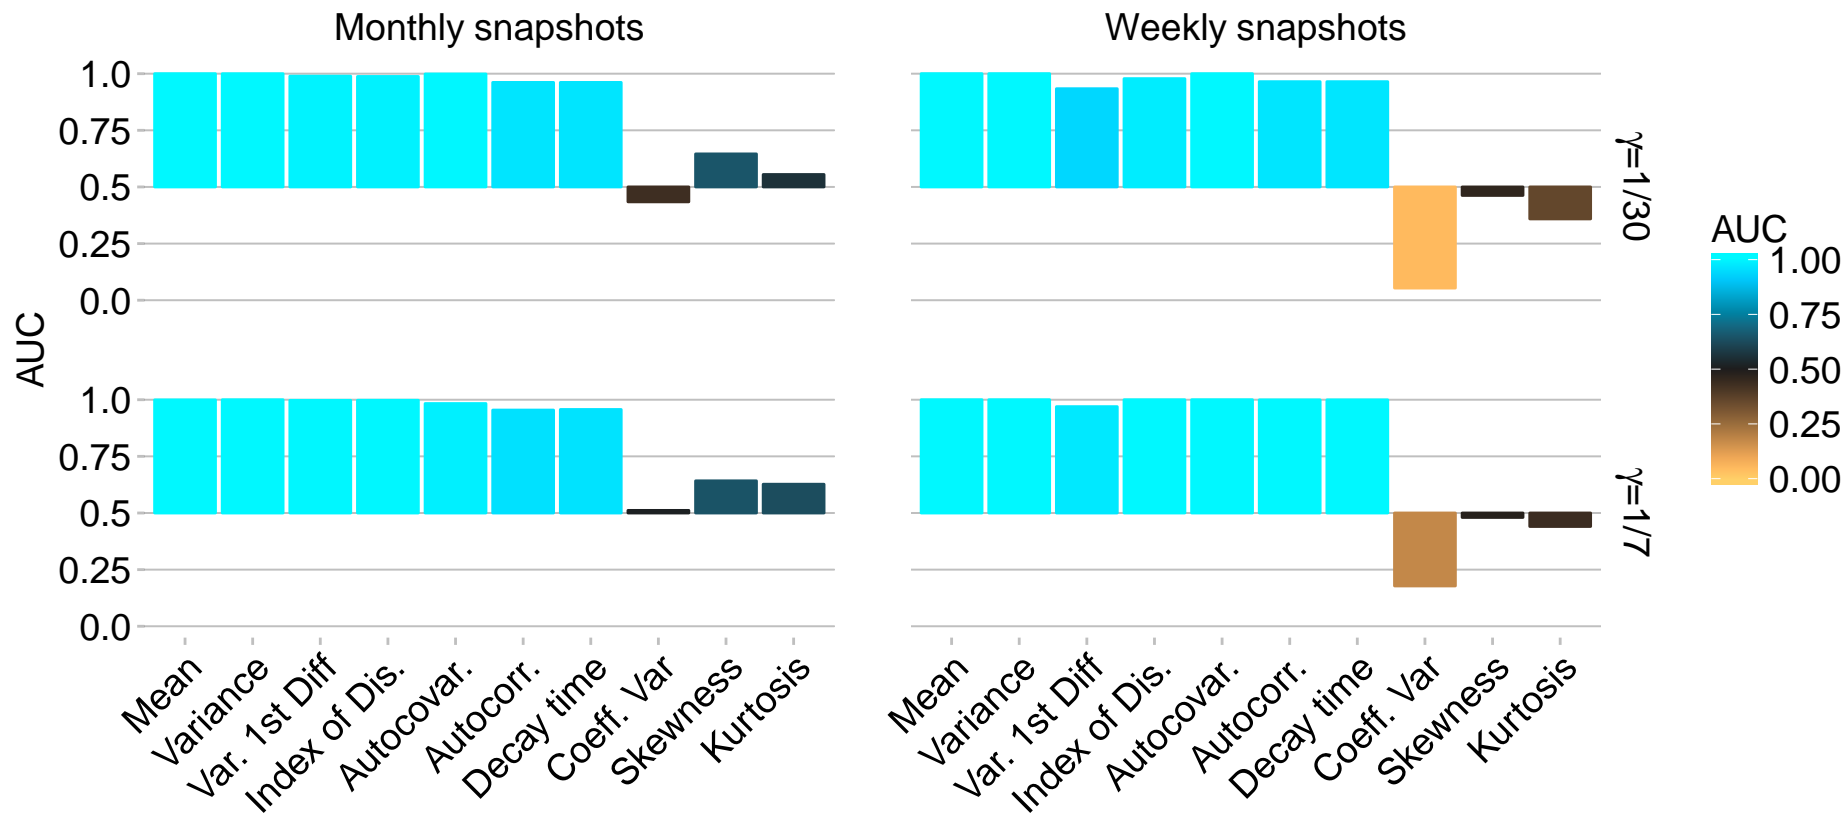 Monthly snapshots
Weekly snapshots
AUC
1.0
0.75
0.5
0.25
0.0
γ=1/30
1.0
0.75
0.5
0.25
0.0
γ=1/7
Mean
Variance
Var. 1st Diff
Index of Dis.
Autocovar.
Autocorr.
Decay time
Coeff. Var
Skewness
Kurtosis
Mean
Variance
Var. 1st Diff
Index of Dis.
Autocovar.
Autocorr.
Decay time
Coeff. Var
Skewness
Kurtosis
AUC
1.00
0.75
0.50
0.25
0.00